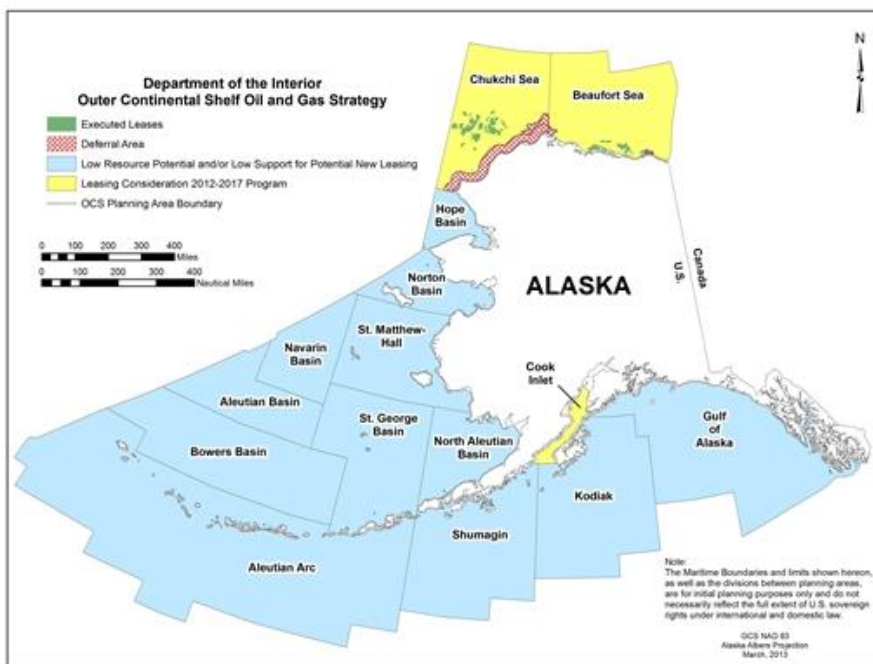 Department of the Interior
Outer Continental Shelf Oil and Gas Strategy
Executed Leases
Deferral Area
Low Resource Potential and/or Low Support for Potential New Leasing
Leasing Consideration 2012-2017 Program
OCS Planning Area Boundary
0 100 200 300 400
Miles
0 100 200 300 400
Nautical Miles
N
Chukchi Sea
Beaufort Sea
Hope
Basin
Norton
Basin
ALASKA
Canada
U.S.
St. Matthew-
Hall
Navarin
Basin
Aleutian Basin
Bowers Basin
St. George
Basin
North Aleutian
Basin
Cook
Inlet
Gulf
of
Alaska
Kodiak
Shumagin
Aleutian Arc
Note:
The Maritime Boundaries and limits shown hereon,
as well as the divisions between planning areas,
are for initial planning purposes only and do not
necessarily reflect the full extent of U.S. sovereign
rights under international and domestic law.
GCS NAD 83
Alaska Albers Projection
March, 2013